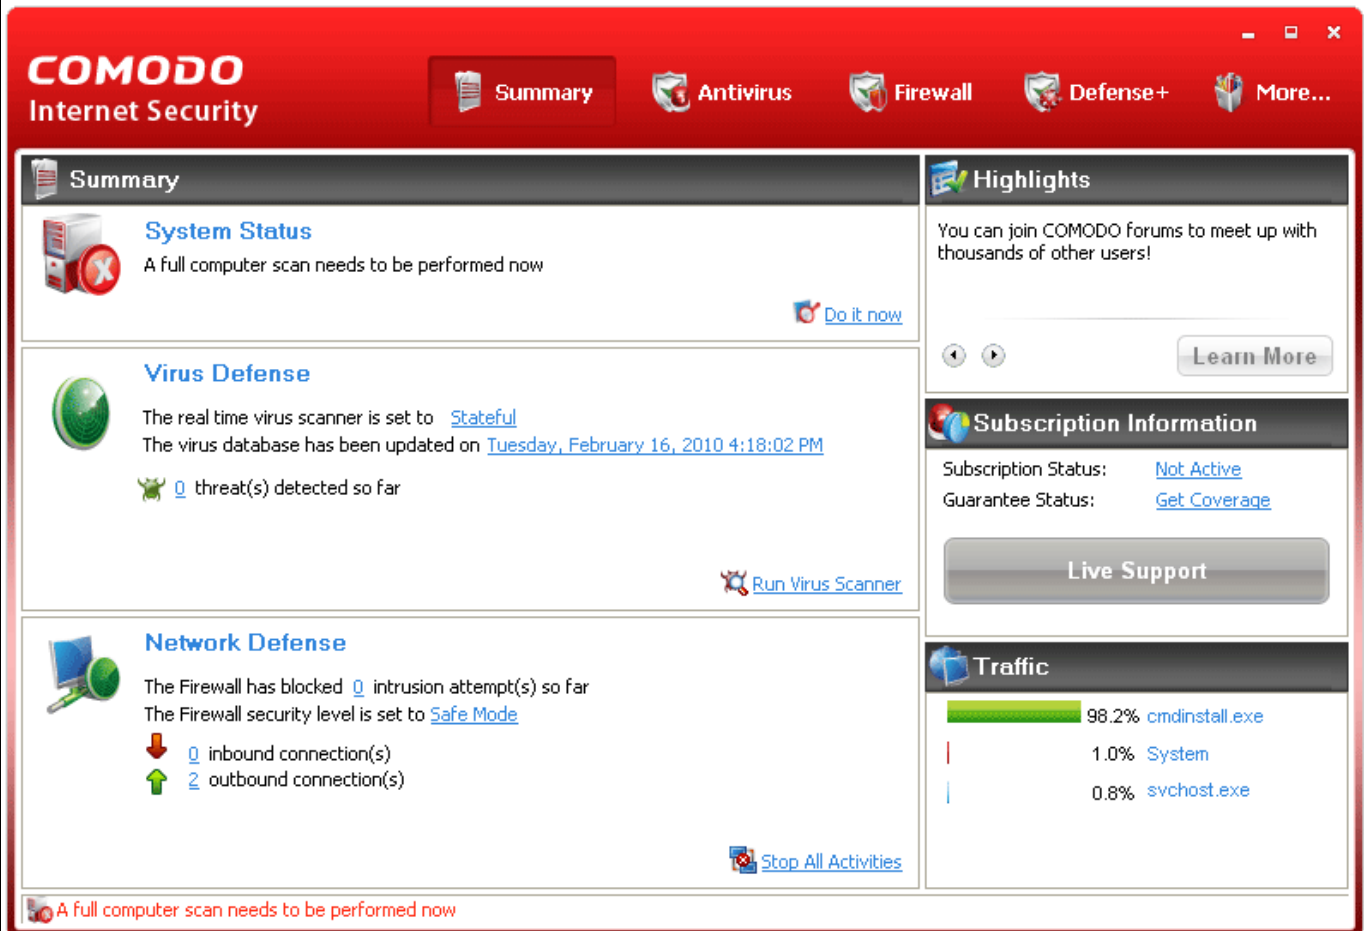 COMODO
Internet Security
Summary
Antivirus
Firewall
Defense+
More...
Summary
System Status
A full computer scan needs to be performed now
Do it now
Virus Defense
The real time virus scanner is set to Stateful
The virus database has been updated on Tuesday, February 16, 2010 4:18:02 PM
0 threat(s) detected so far
Run Virus Scanner
Network Defense
The Firewall has blocked 0 intrusion attempt(s) so far
The Firewall security level is set to Safe Mode
0 inbound connection(s)
2 outbound connection(s)
Stop All Activities
Highlights
You can join COMODO forums to meet up with
thousands of other users!
Learn More
Subscription Information
Subscription Status: Not Active
Guarantee Status: Get Coverage
Live Support
Traffic
98.2% cmdinstall.exe
1.0% System
0.8% svchost.exe
A full computer scan needs to be performed now